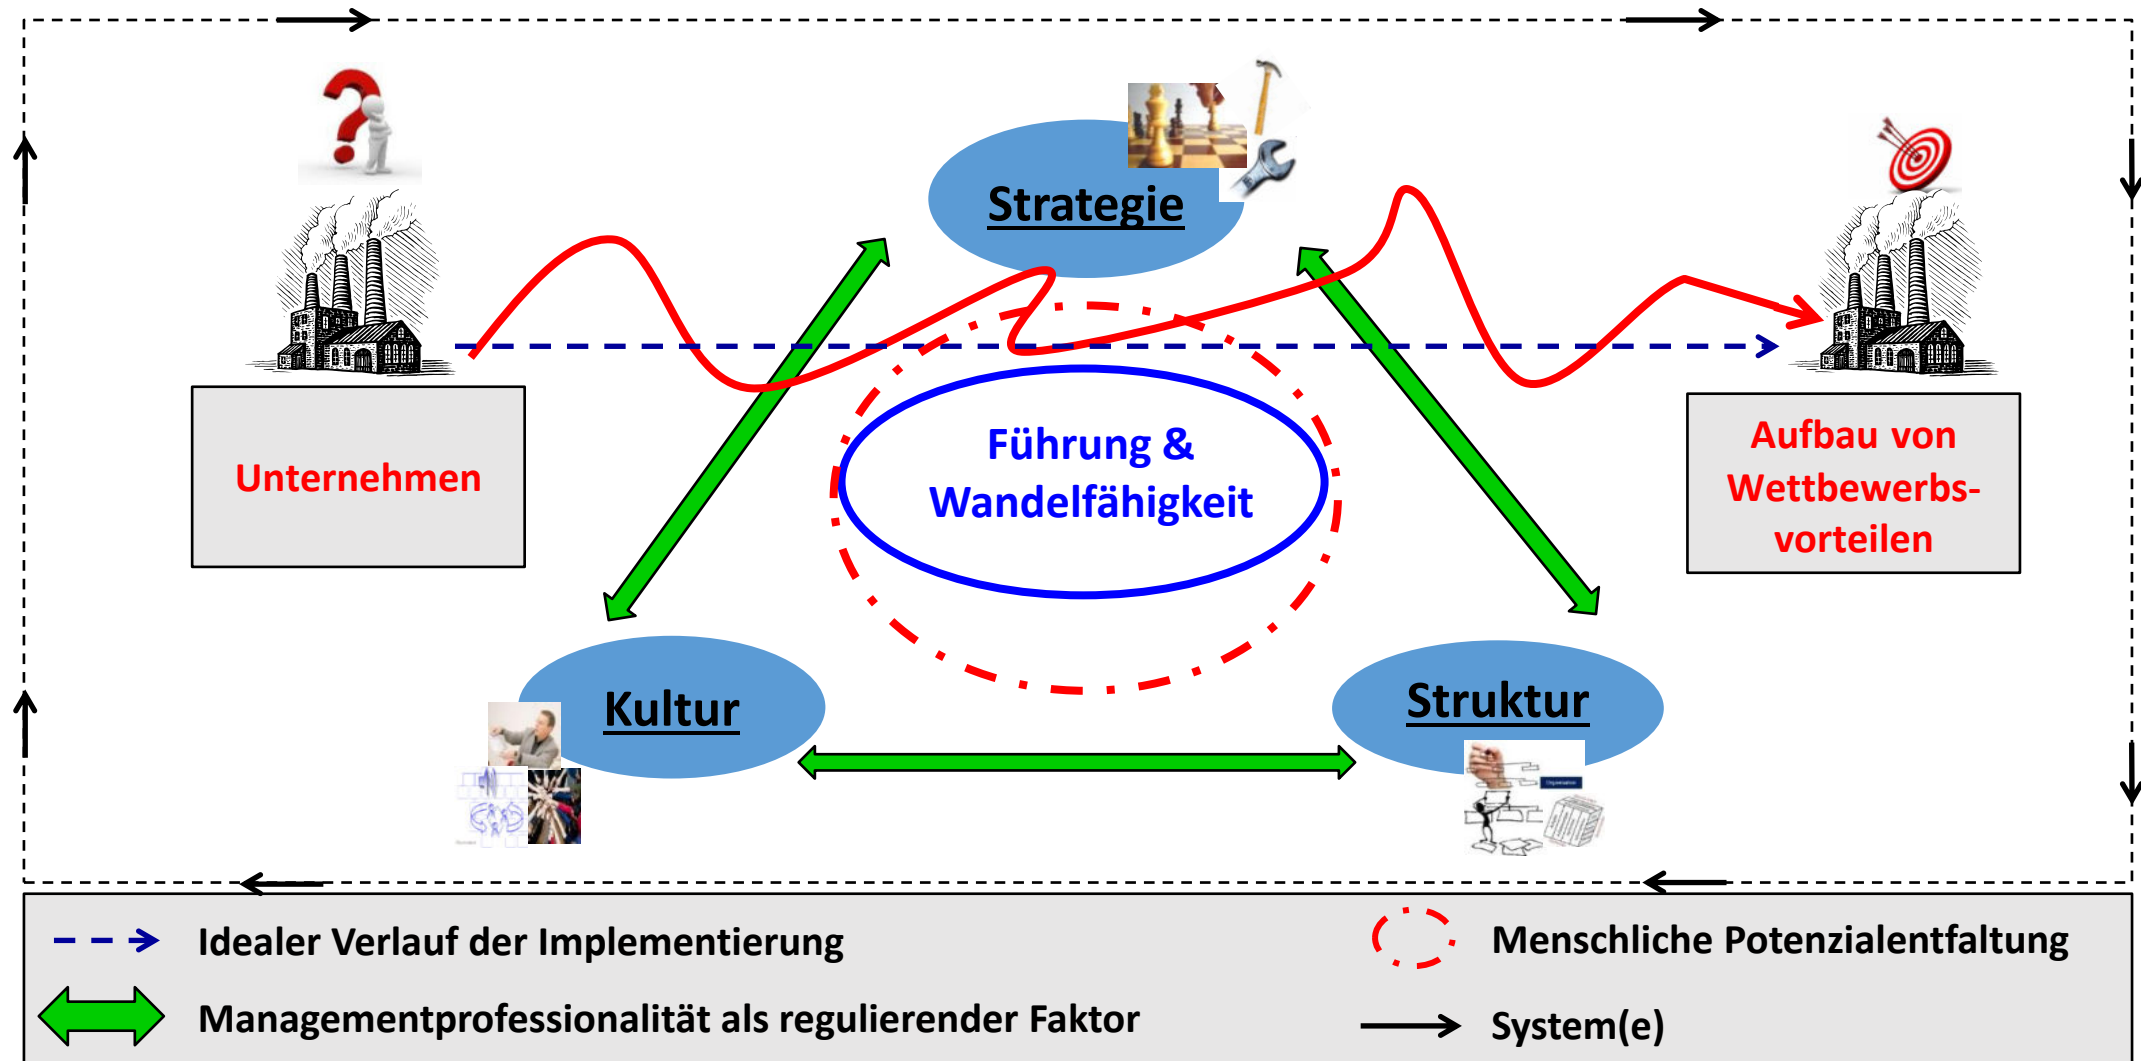 Strategie
Unternehmen
Führung &
Wandelfähigkeit
Aufbau von
Wettbewerbs-
vorteilen
Kultur
Struktur
Idealer Verlauf der Implementierung
Menschliche Potenzialentfaltung
Managementprofessionalität als regulierender Faktor
System(e)